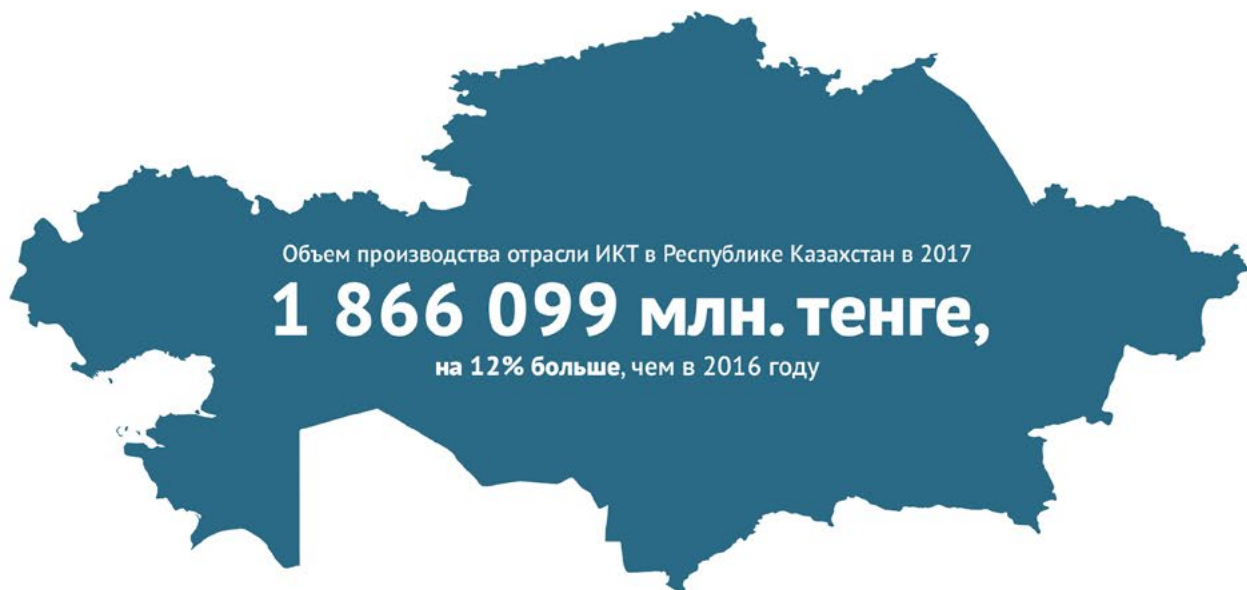 Объем производства отрасли ИКТ в Республике Казахстан в 2017
1 866 099 млн. тенге,
на 12% больше, чем в 2016 году